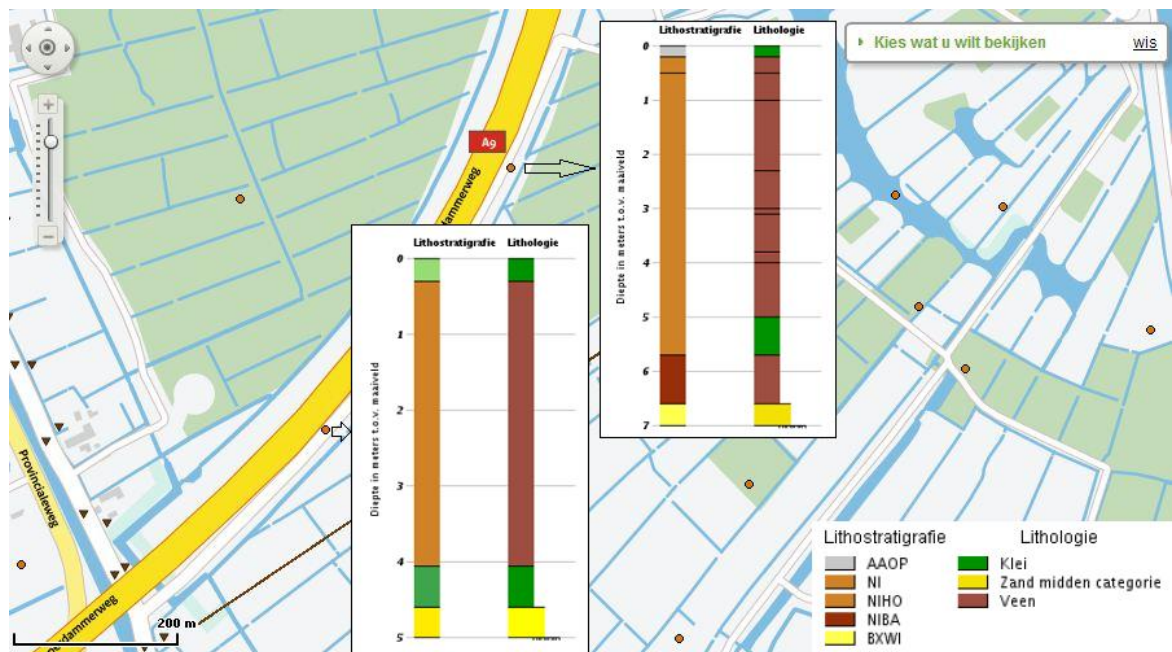 Kies wat u wilt bekijken wis
A9
dammerweg
Lithostratigrafie Lithologie
Diepte in meters t.o.v. maaiveld
0
1
2
3
4
5
6
7
Lithostratigrafie Lithologie
Diepte in meters t.o.v. maaiveld
0
1
2
3
4
5
Provincialeweg
dammerweg
200 m
Lithostratigrafie Lithologie
AAOP Klei
NI Zand midden categorie
NIHO Veen
NIBA
BXWI